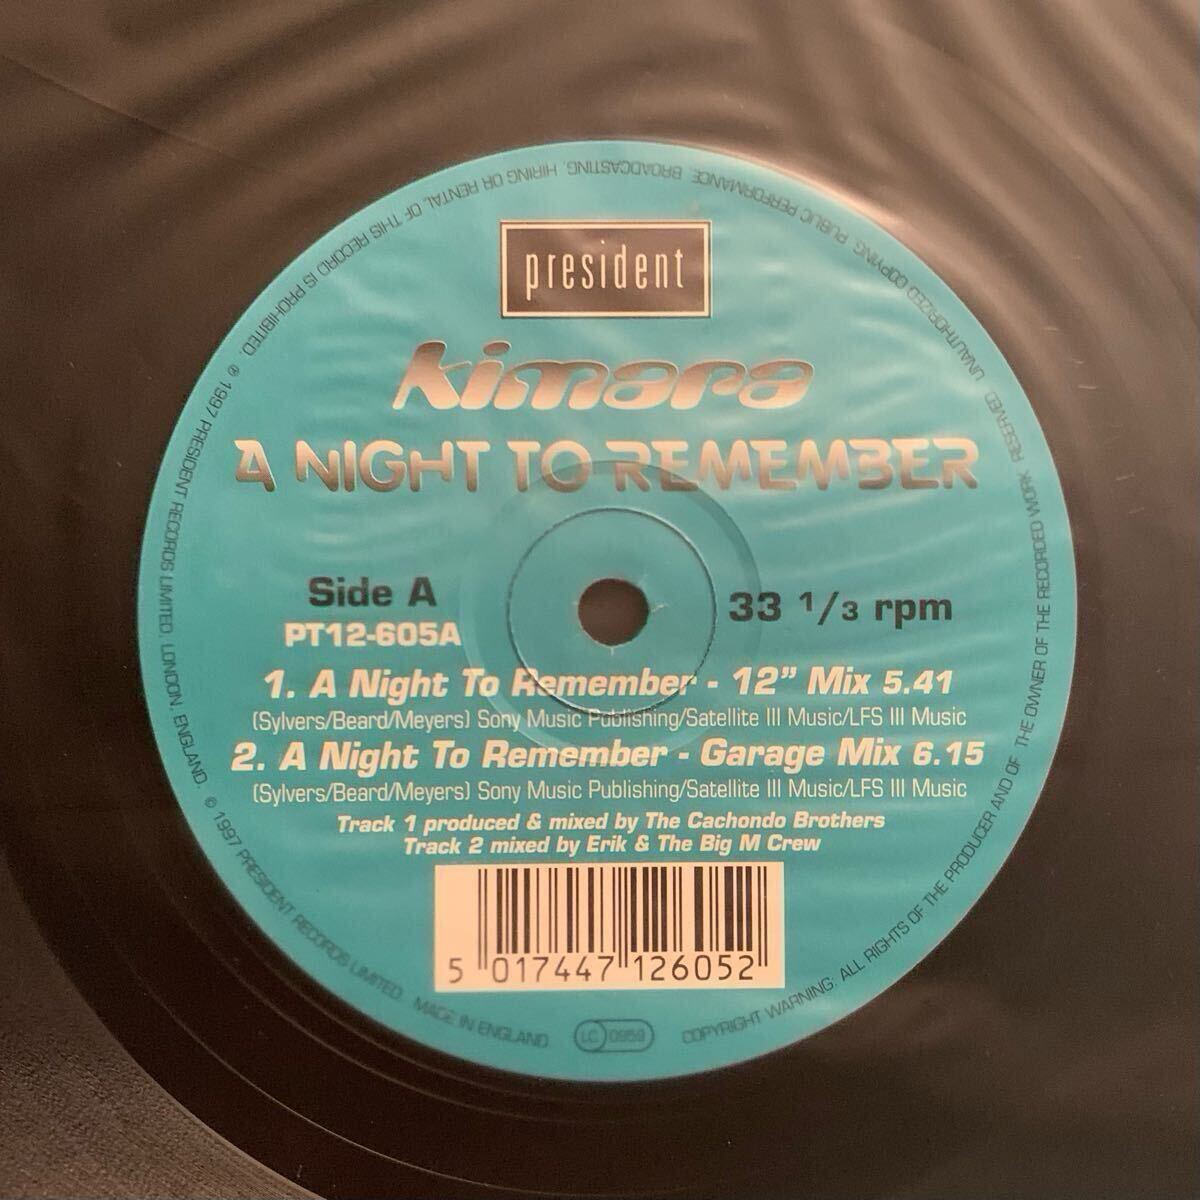 president
kimara
A NIGHT TO REMEMBER
Side A
33 1/3 rpm
PT12-605A
1. A Night To Remember - 12” Mix 5.41
(Sylvers/Beard/Meyers) Sony Music Publishing/Satellite III Music/LFS III Music
2. A Night To Remember - Garage Mix 6.15
(Sylvers/Beard/Meyers) Sony Music Publishing/Satellite III Music/LFS III Music
Track 1 produced & mixed by The Cachondo Brothers
Track 2 mixed by Erik & The Big M Crew
5 017447 126052
℗ 1997 PRESIDENT RECORDS LIMITED. LONDON. ENGLAND.
© 1997 PRESIDENT RECORDS LIMITED. MADE IN ENGLAND
LC 0959
COPYRIGHT WARNING: ALL RIGHTS OF THE PRODUCER AND OF THE OWNER OF THE RECORDED WORK RESERVED. UNAUTHORIZED COPYING. PUBLIC PERFORMANCE. BROADCASTING. HIRING OR RENTAL OF THIS RECORD IS PROHIBITED.